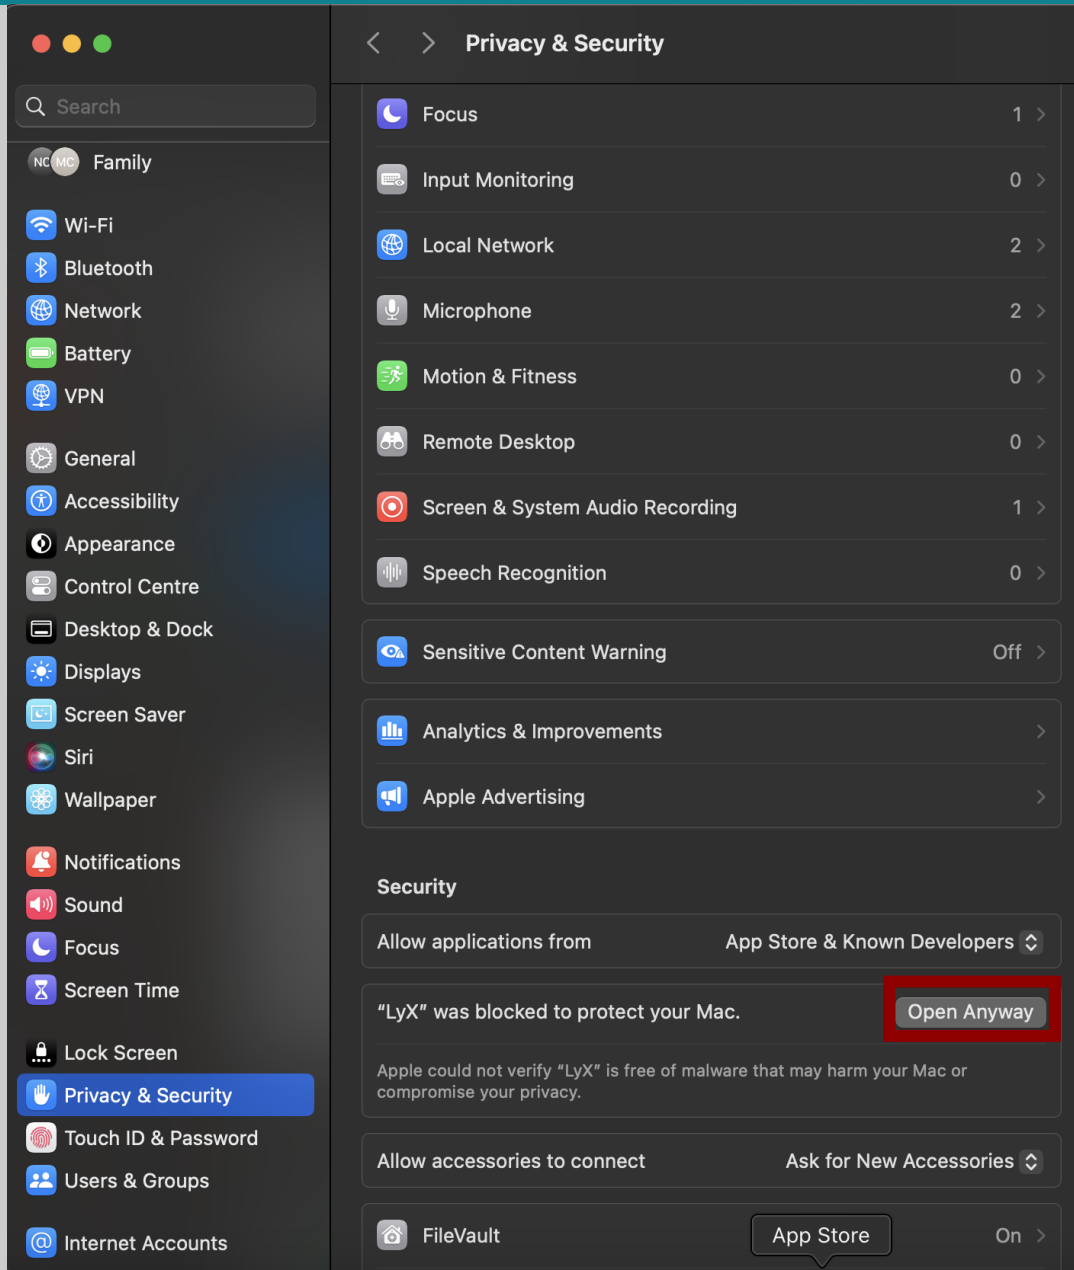 Privacy & Security
Search
NC MC Family
Wi-Fi
Bluetooth
Network
Battery
VPN
General
Accessibility
Appearance
Control Centre
Desktop & Dock
Displays
Screen Saver
Siri
Wallpaper
Notifications
Sound
Focus
Screen Time
Lock Screen
Privacy & Security
Touch ID & Password
Users & Groups
@ Internet Accounts
Focus 1
Input Monitoring 0
Local Network 2
Microphone 2
Motion & Fitness 0
Remote Desktop 0
Screen & System Audio Recording 1
Speech Recognition 0
Sensitive Content Warning Off
Analytics & Improvements
Apple Advertising
Security
Allow applications from App Store & Known Developers
“LyX” was blocked to protect your Mac. Open Anyway
Apple could not verify “LyX” is free of malware that may harm your Mac or
compromise your privacy.
Allow accessories to connect Ask for New Accessories
FileVault On
App Store